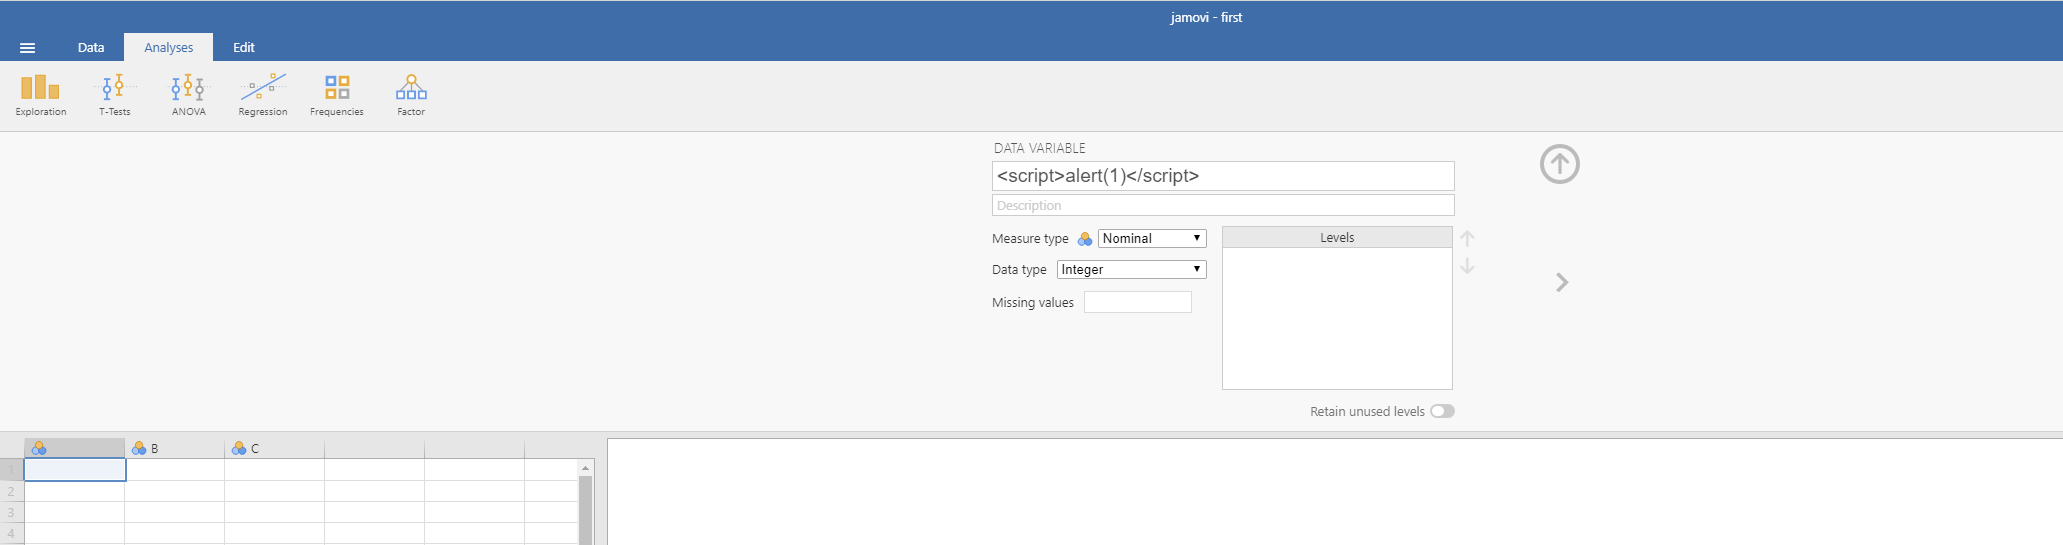 jamovi - first
Data Analyses Edit
Exploration T-Tests ANOVA Regression Frequencies Factor
DATA VARIABLE
<script>alert(1)</script>
Description
Measure type Nominal
Levels
Data type Integer
Missing values
Retain unused levels
B C
1
2
3
4